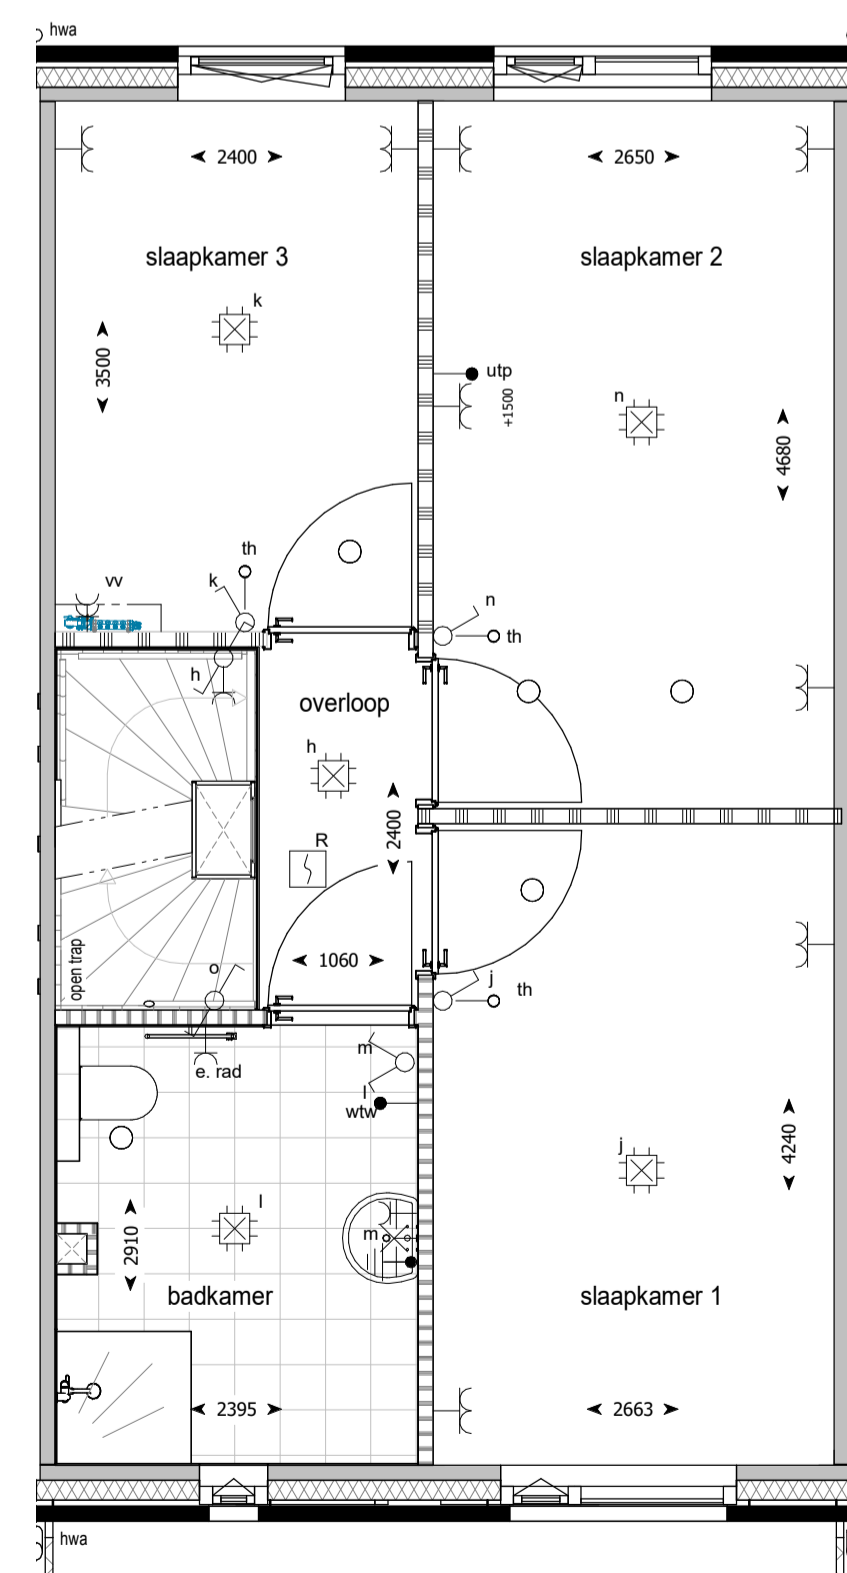 hwa
2400
2650
slaapkamer 3
slaapkamer 2
k
3500
utp
+1500
n
4680
th
k
vv
n
th
h
overloop
h
2400
R
1060
open trap
o
j
th
e. rad
m
l
wtw
4240
j
l
m
2910
badkamer
slaapkamer 1
2395
2663
hwa